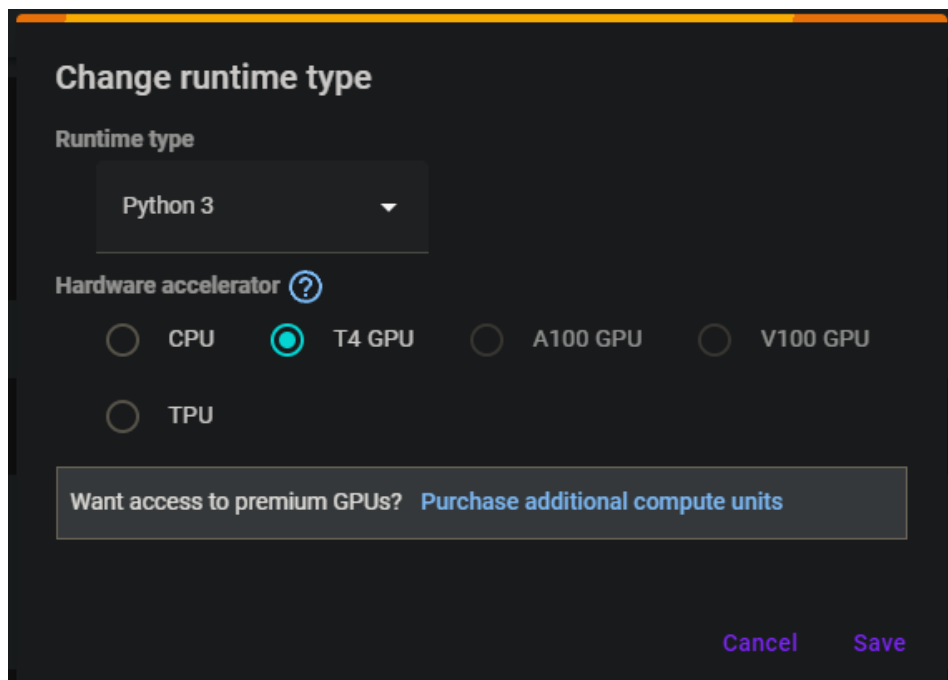 Change runtime type
Runtime type
Python 3
Hardware accelerator ?
CPU T4 GPU A100 GPU V100 GPU
TPU
Want access to premium GPUs? Purchase additional compute units
Cancel Save